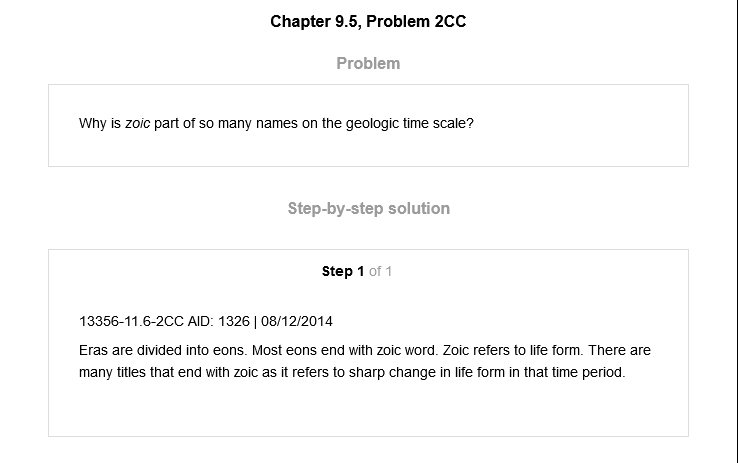 Chapter 9.5, Problem 2CC
Problem
Why is zoic part of so many names on the geologic time scale?
Step-by-step solution
Step 1 of 1
13356-11.6-2CC AID: 1326 | 08/12/2014
Eras are divided into eons. Most eons end with zoic word. Zoic refers to life form. There are
many titles that end with zoic as it refers to sharp change in life form in that time period.